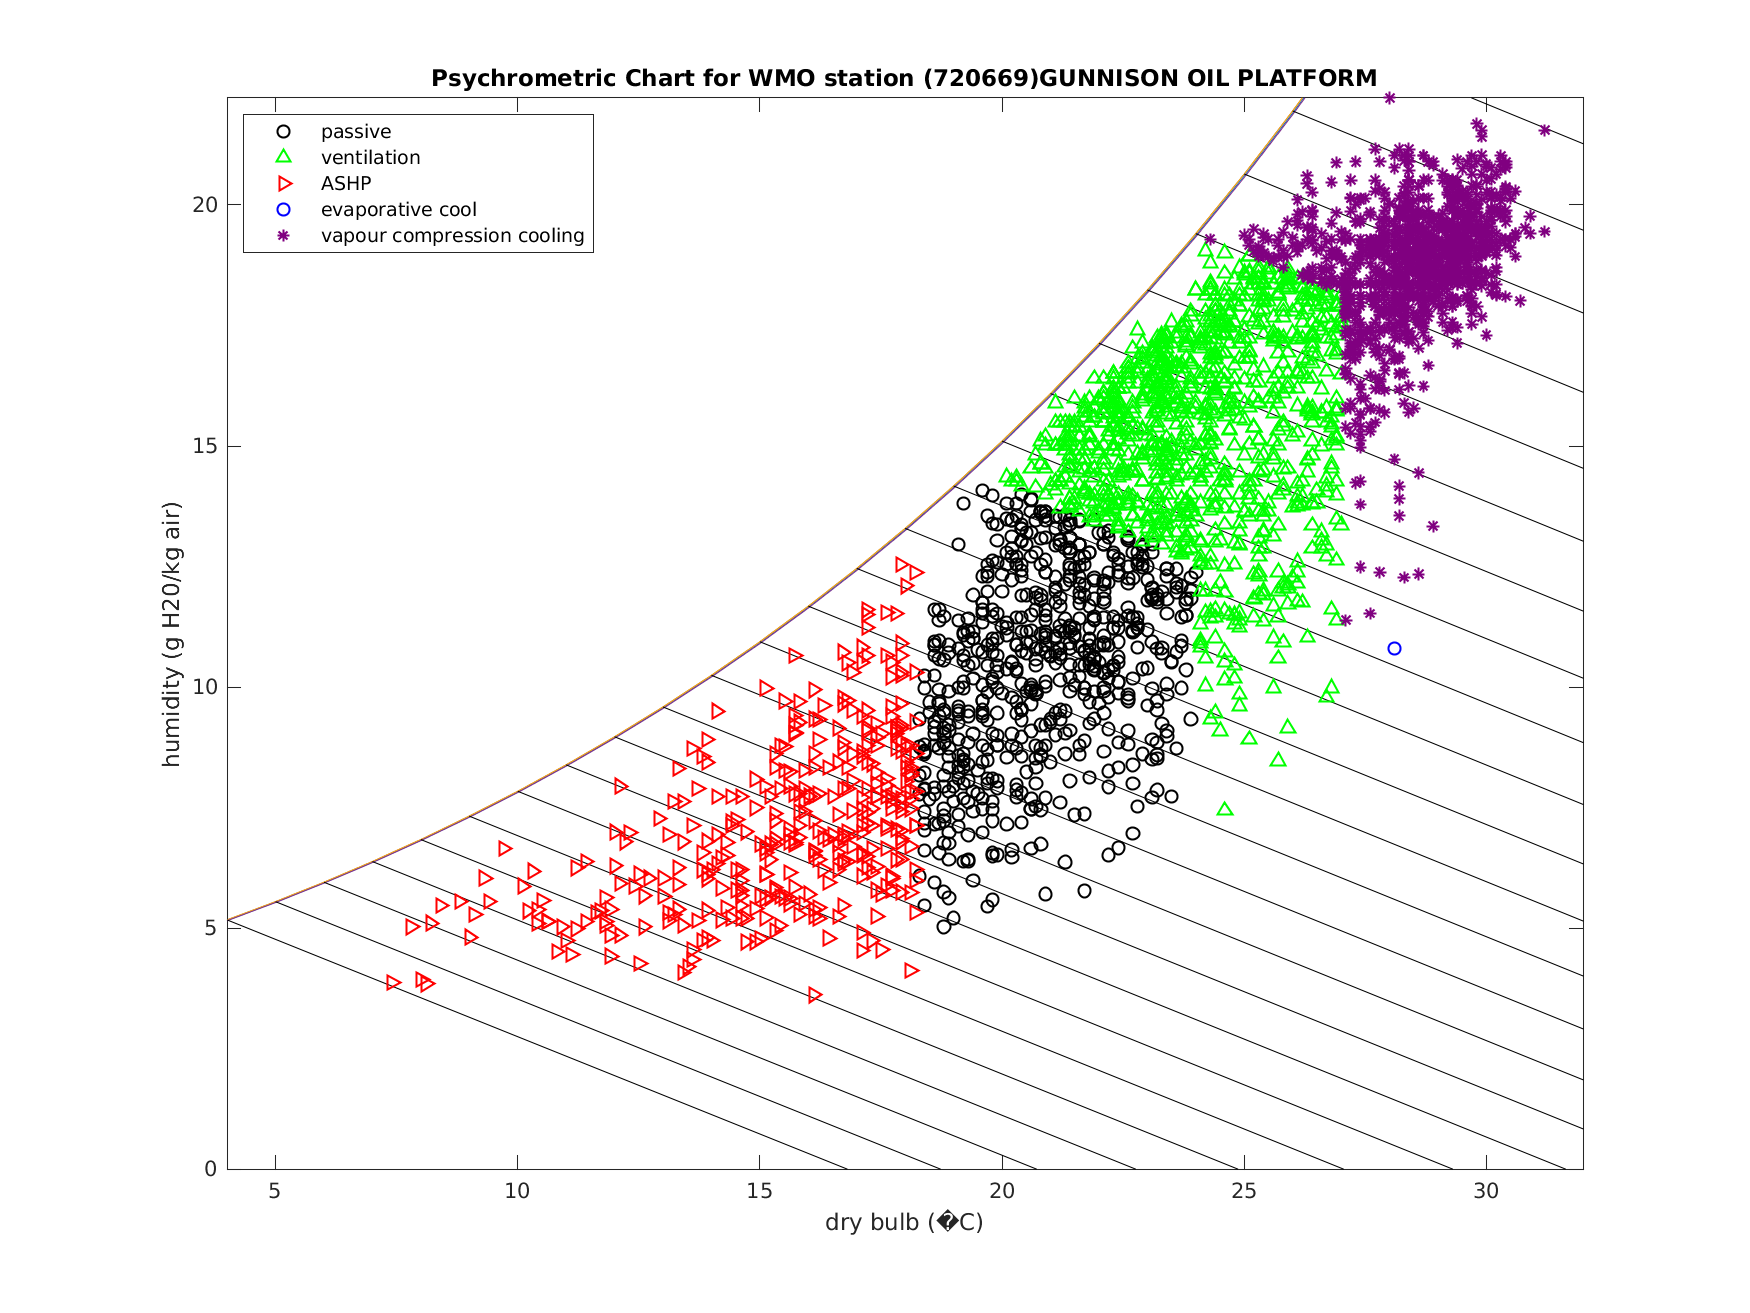 Psychrometric Chart for WMO station (720669)GUNNISON OIL PLATFORM
passive
ventilation
ASHP
evaporative cool
vapour compression cooling
humidity (g H20/kg air)
20
15
10
5
0
5 10 15 20 25 30
dry bulb (�C)